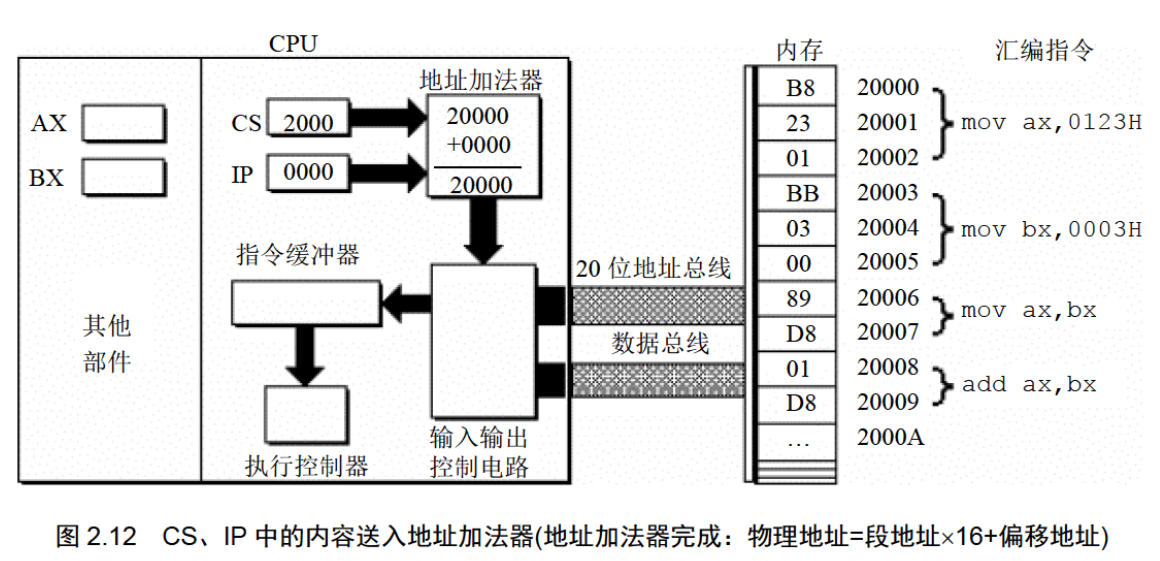 CPU
内存
汇编指令
地址加法器
AX
BX
CS
2000
IP
0000
20000
+0000
20000
指令缓冲器
其他
部件
执行控制器
输入输出
控制电路
20 位地址总线
数据总线
B8 20000
23 20001 mov ax,0123H
01 20002
BB 20003
03 20004 mov bx,0003H
00 20005
89 20006 mov ax,bx
D8 20007
01 20008 add ax,bx
D8 20009
… 2000A
图 2.12 CS、IP 中的内容送入地址加法器(地址加法器完成：物理地址=段地址×16+偏移地址)